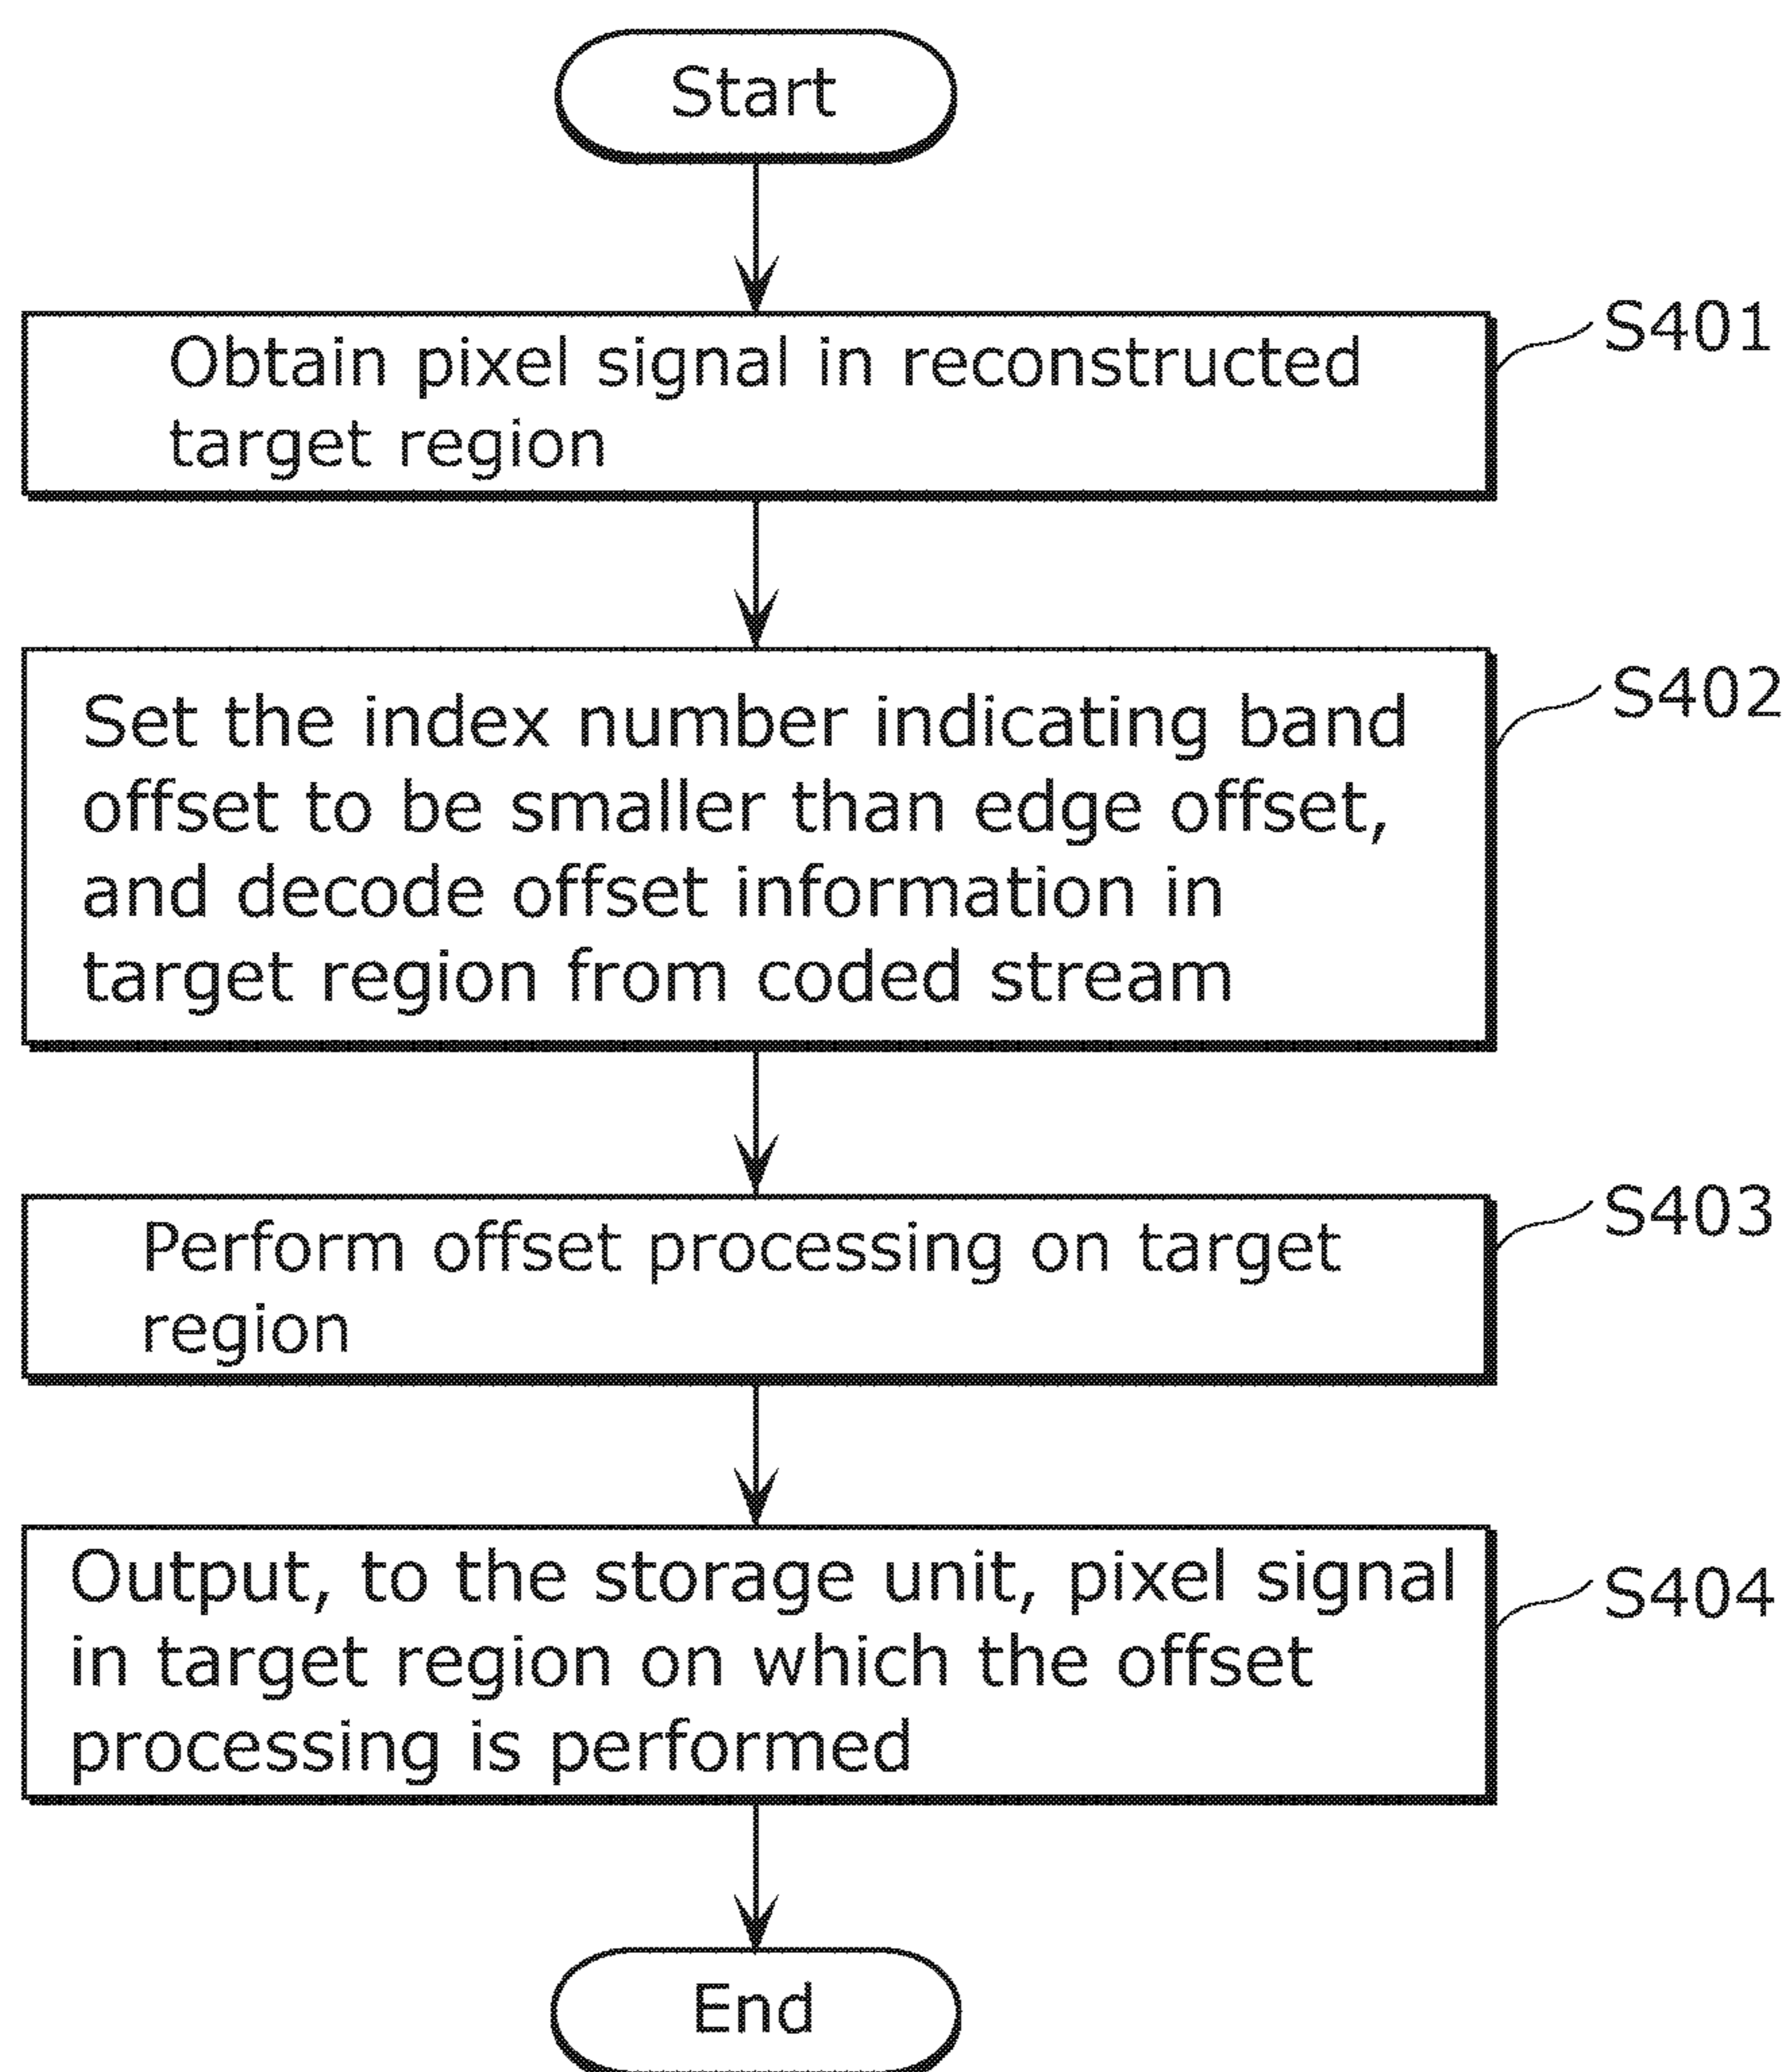 Start
Obtain pixel signal in reconstructed
target region
S401
Set the index number indicating band
offset to be smaller than edge offset,
and decode offset information in
target region from coded stream
S402
Perform offset processing on target
region
S403
Output, to the storage unit, pixel signal
in target region on which the offset
processing is performed
S404
End